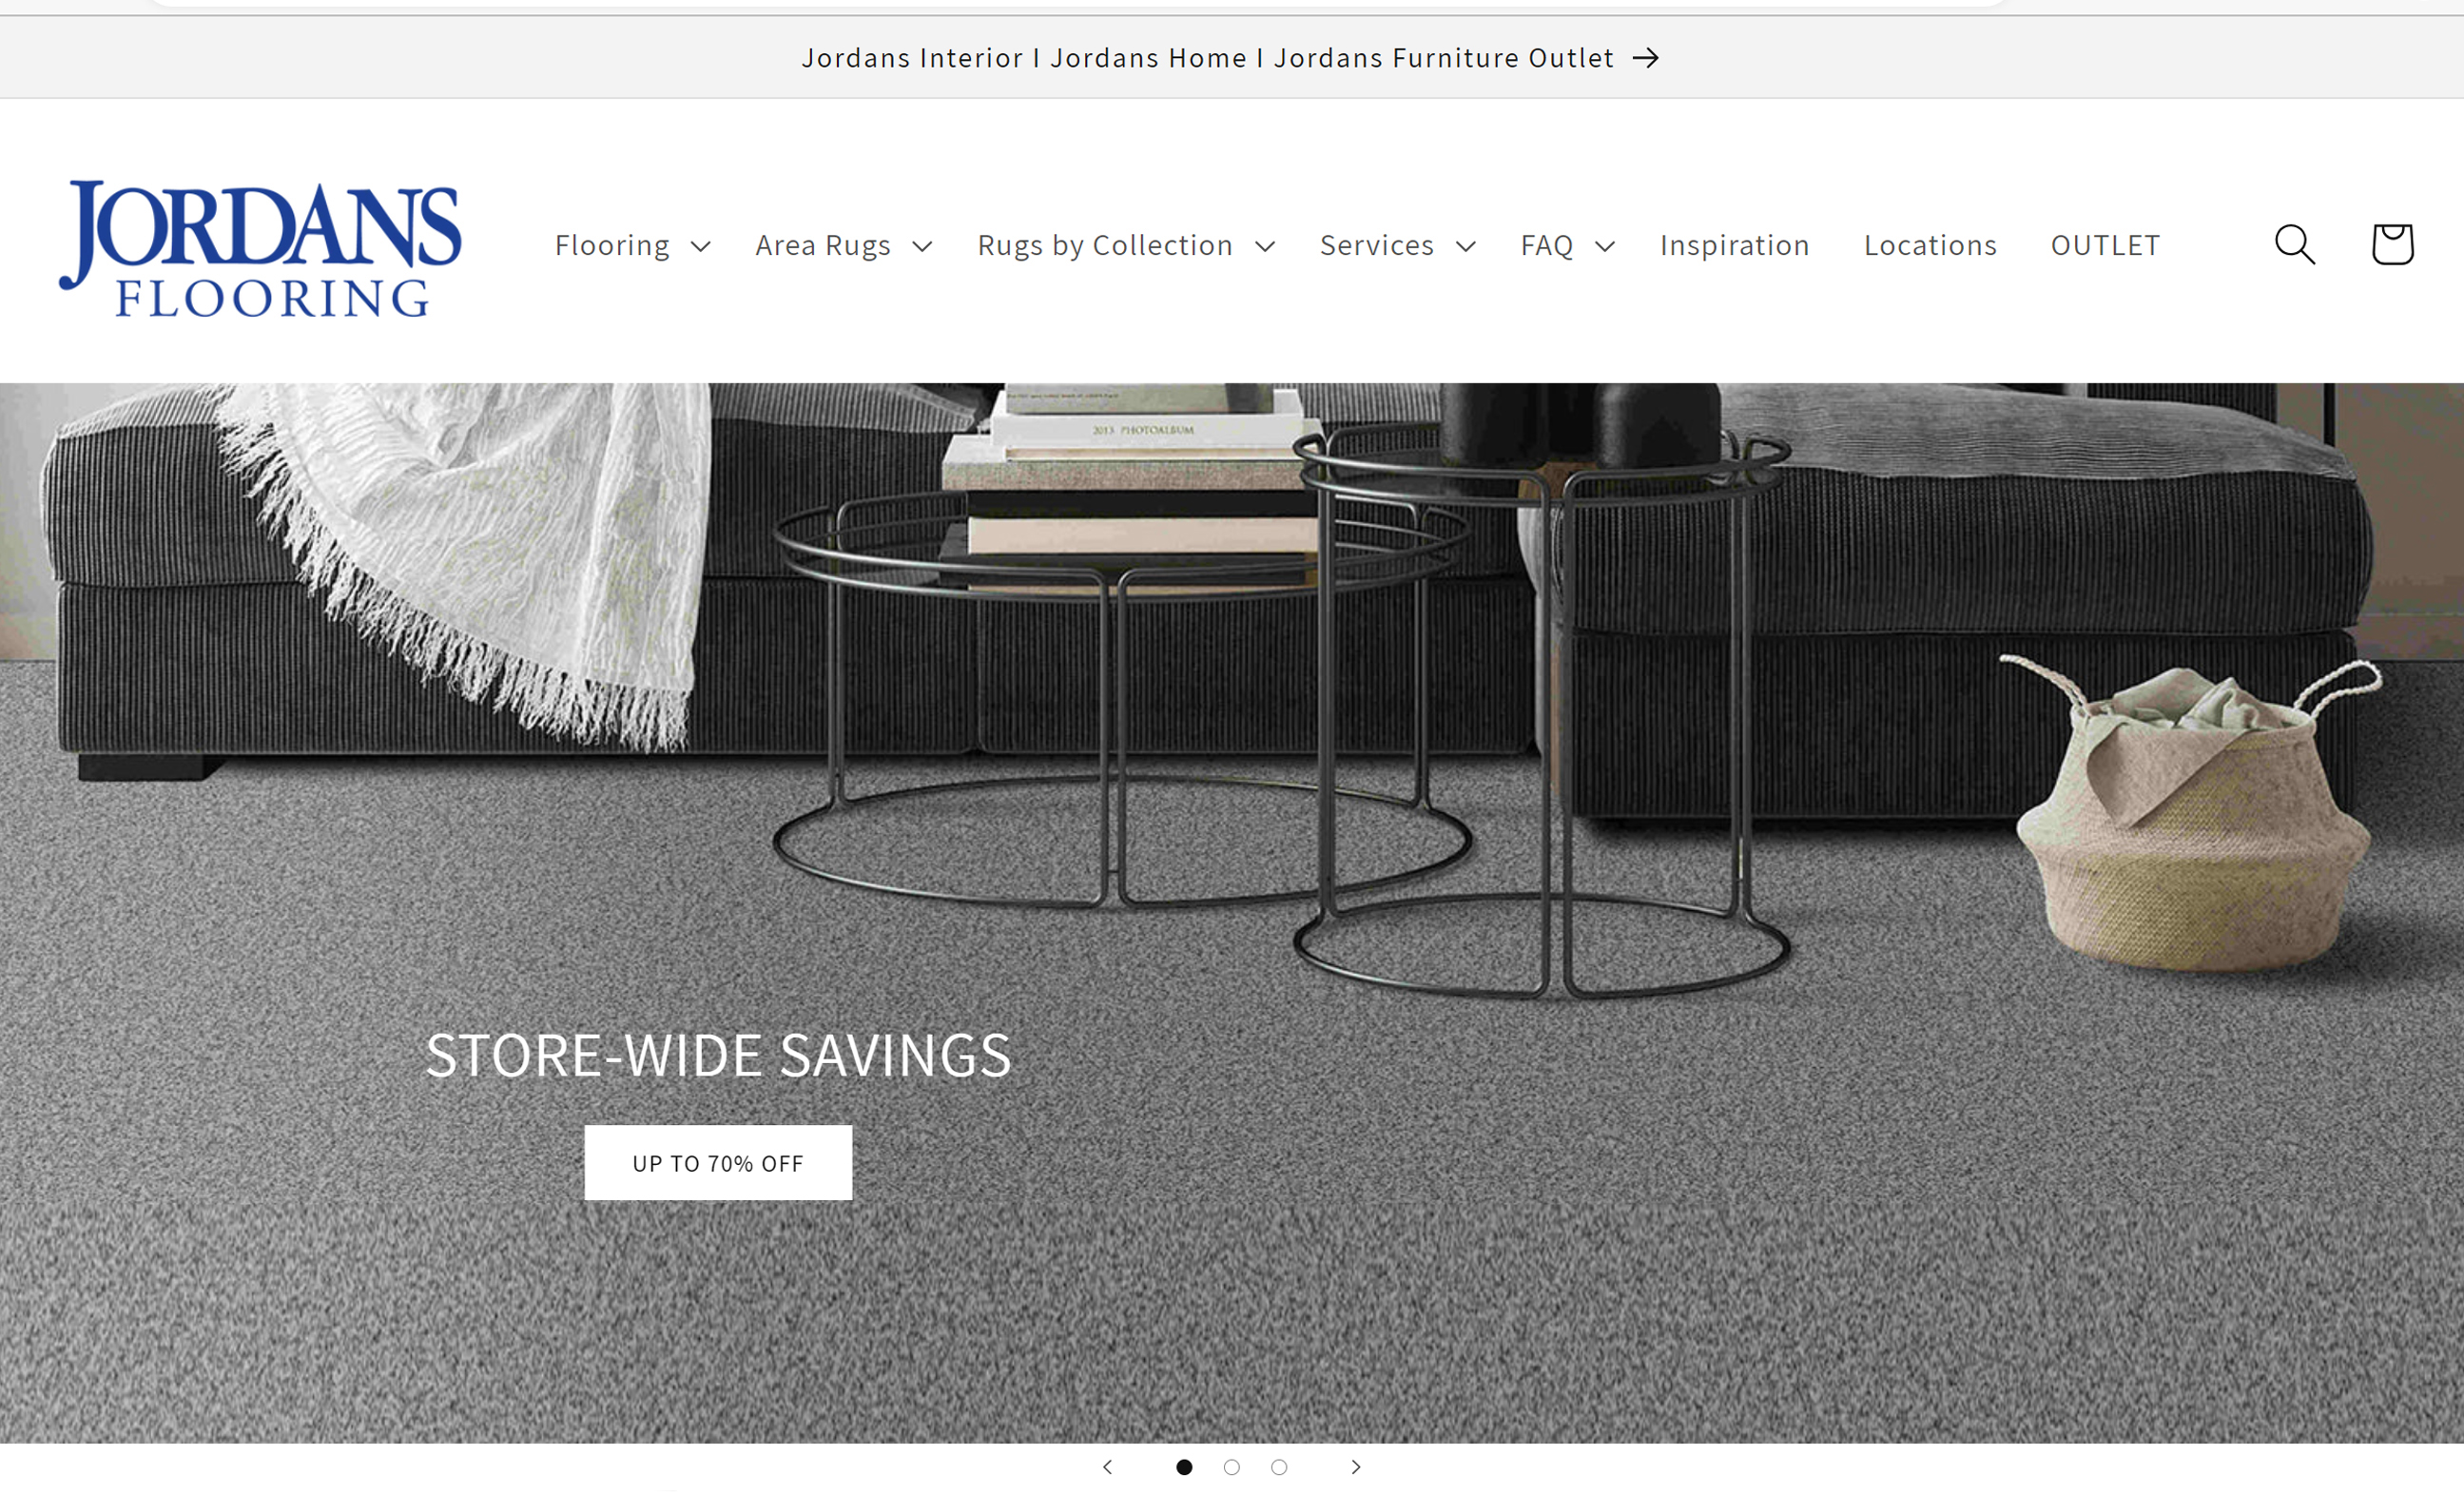 Jordans Interior I Jordans Home I Jordans Furniture Outlet
JORDANS
FLOORING
Flooring Area Rugs Rugs by Collection Services FAQ Inspiration Locations OUTLET
2013 PHOTOALBUM
STORE-WIDE SAVINGS
UP TO 70% OFF